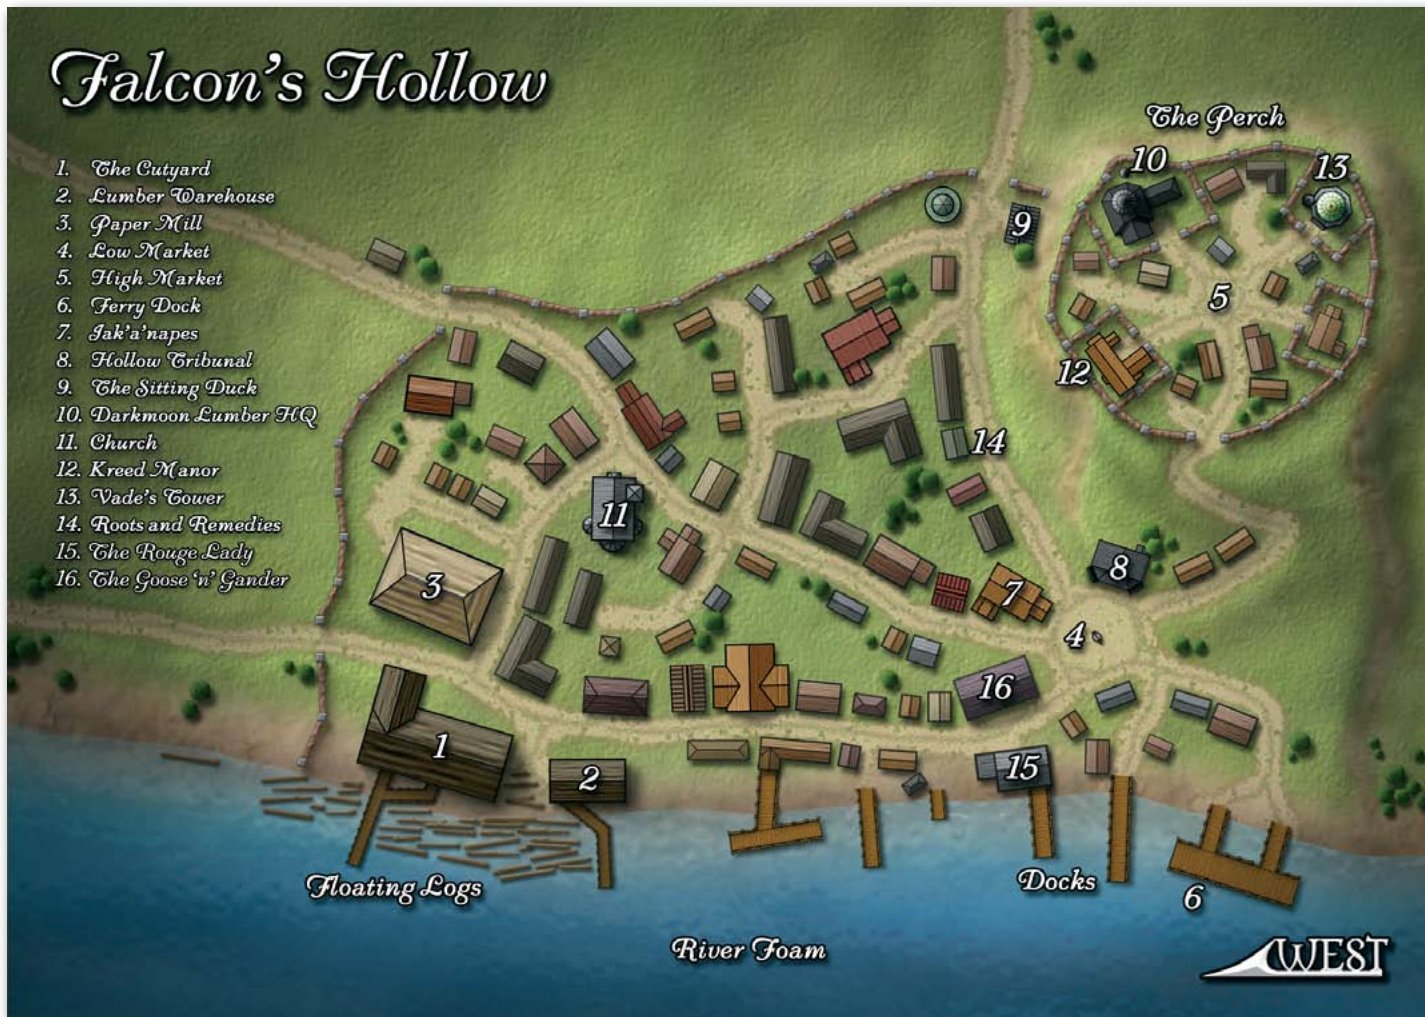 Falcon's Hollow
1. The Cutyard
2. Lumber Warehouse
3. Paper Mill
4. Low Market
5. High Market
6. Ferry Dock
7. Jak'a'napes
8. Hollow Tribunal
9. The Sitting Duck
10. Darkmoon Lumber HQ
11. Church
12. Kreed Manor
13. Vade's Tower
14. Roots and Remedies
15. The Rouge Lady
16. The Goose 'n' Gander
The Perch
10
13
9
5
12
14
11
3
8
7
4
16
1
2
15
Floating Logs
Docks
6
River Foam
WEST